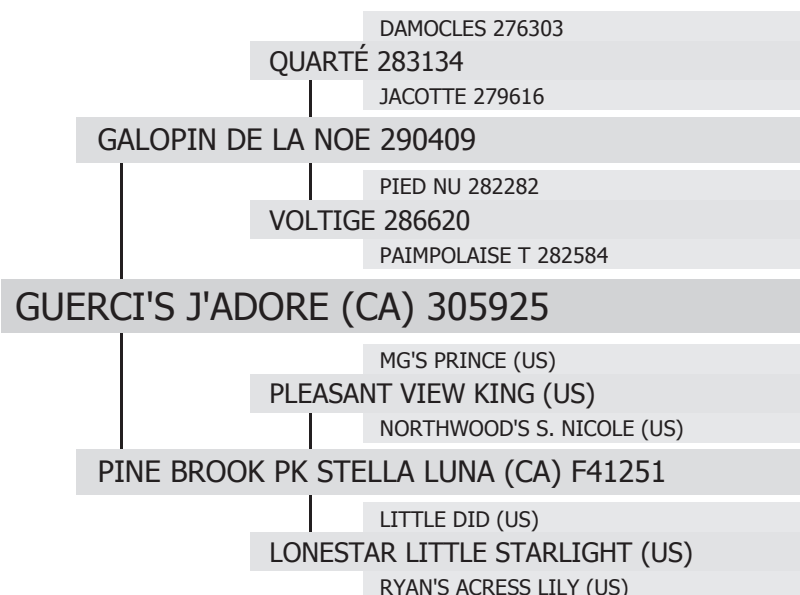 DAMOCLES 276303
QUARTÉ 283134
JACOTTE 279616
GALOPIN DE LA NOE 290409
PIED NU 282282
VOLTIGE 286620
PAIMPOLAISE T 282584
GUERCI'S J'ADORE (CA) 305925
MG'S PRINCE (US)
PLEASANT VIEW KING (US)
NORTHWOOD'S S. NICOLE (US)
PINE BROOK PK STELLA LUNA (CA) F41251
LITTLE DID (US)
LONESTAR LITTLE STARLIGHT (US)
RYAN'S ACRESS LILY (US)